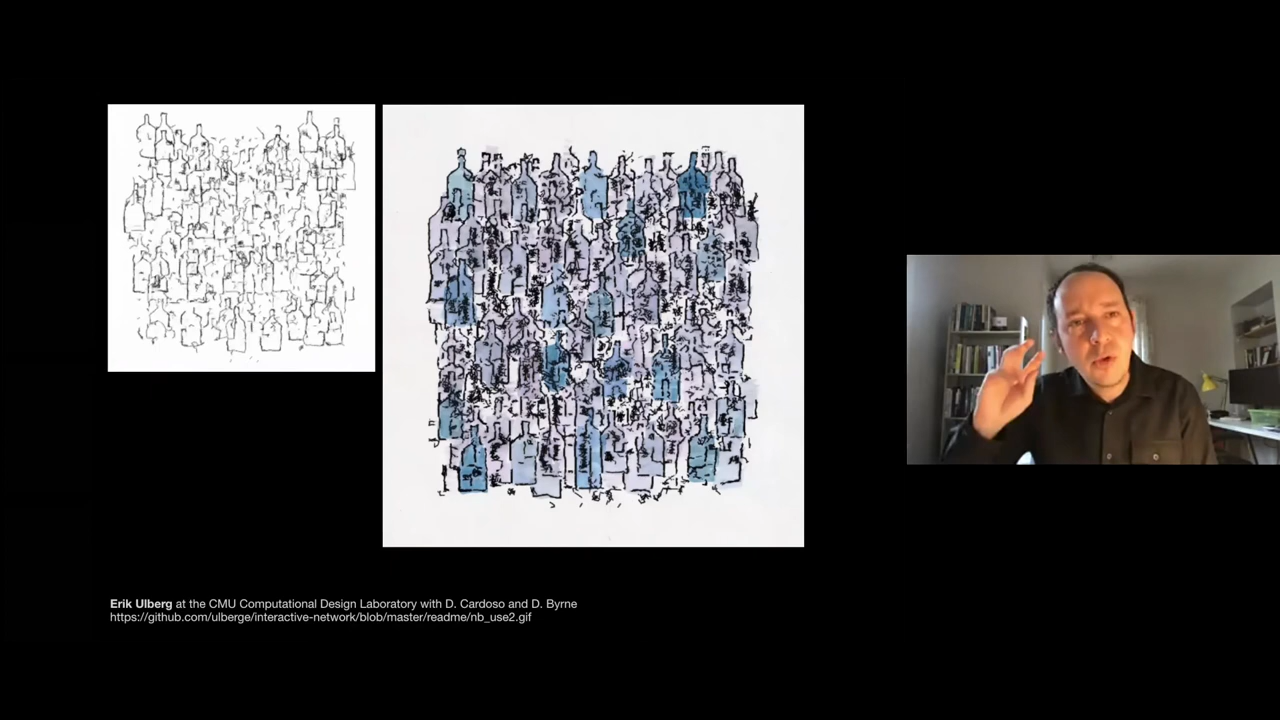 Erik Ulberg at the CMU Computational Design Laboratory with D. Cardoso and D. Byrne
https://github.com/ulberge/interactive-network/blob/master/readme/nb_use2.gif